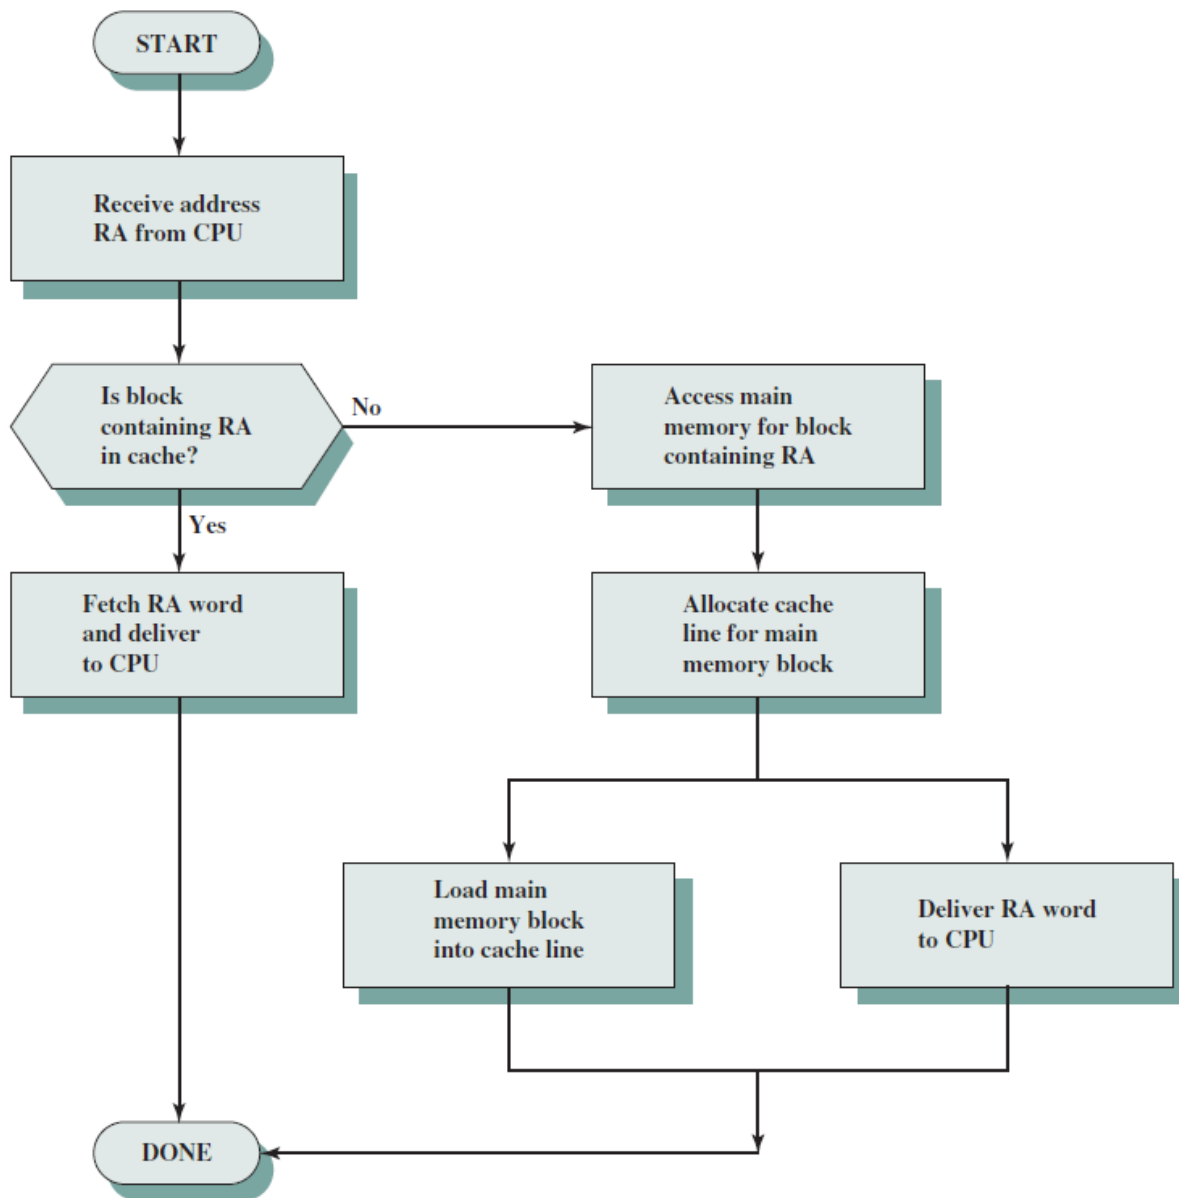 START
Receive address
RA from CPU
Is block
containing RA
in cache?
No
Access main
memory for block
containing RA
Yes
Fetch RA word
and deliver
to CPU
Allocate cache
line for main
memory block
Load main
memory block
into cache line
Deliver RA word
to CPU
DONE